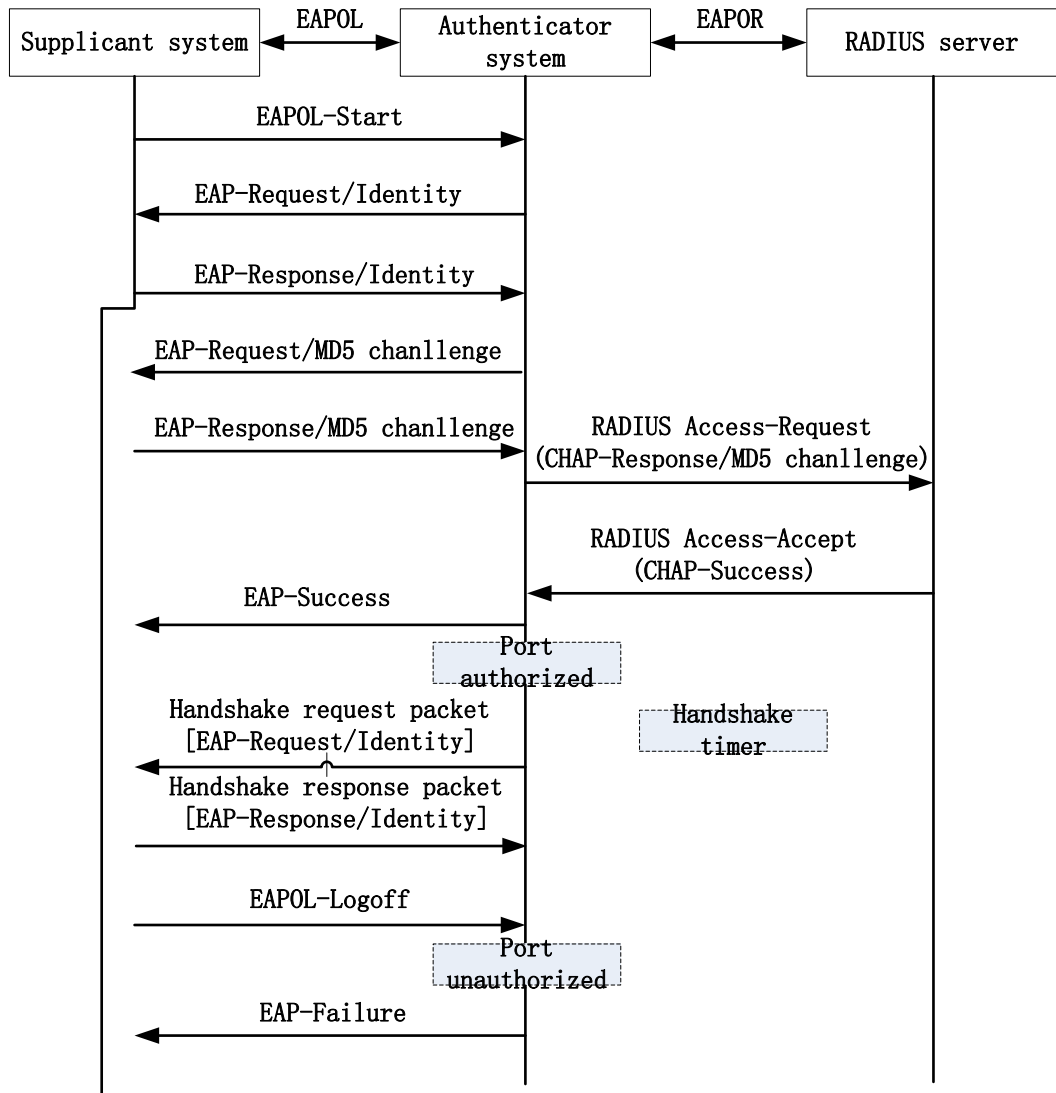 EAPOL
EAPOR
Supplicant system
Authenticator
system
RADIUS server
EAPOL-Start
EAP-Request/Identity
EAP-Response/Identity
EAP-Request/MD5 chanllenge
EAP-Response/MD5 chanllenge
RADIUS Access-Request
(CHAP-Response/MD5 chanllenge)
RADIUS Access-Accept
(CHAP-Success)
EAP-Success
Port
authorized
Handshake request packet
[EAP-Request/Identity]
Handshake
timer
Handshake response packet
[EAP-Response/Identity]
EAPOL-Logoff
Port
unauthorized
EAP-Failure